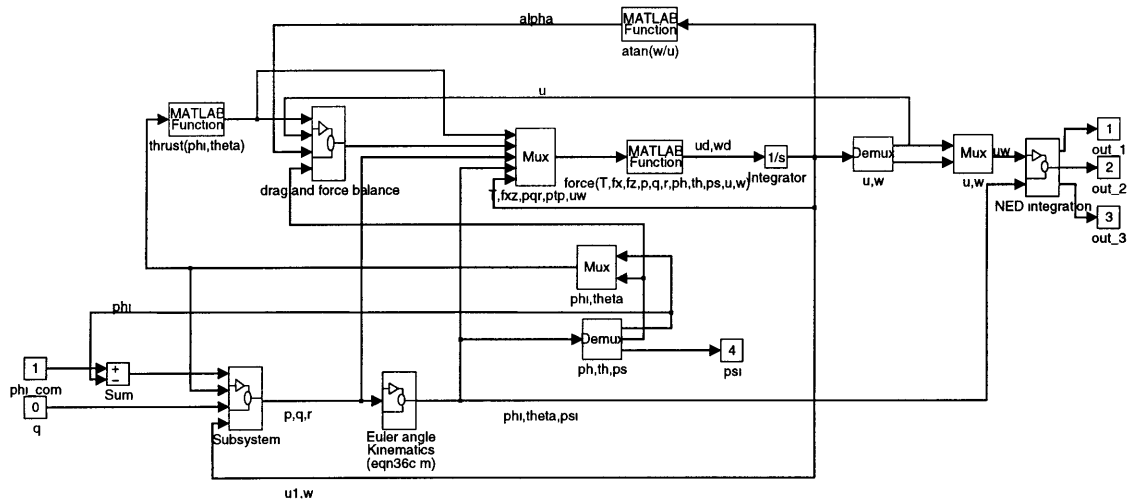 alpha
MATLAB
Function
atan(w/u)
u
MATLAB
Function
thrust(phi,theta)
drag and force balance
Mux
T,fxz,pqr,ptp,uw
MATLAB
Function
force(T,fx,fz,p,q,r,ph,th,ps,u,w)
ud,wd
1/s
Integrator
Demux
u,w
Mux
u,w
uw
NED integration
1
out_1
2
out_2
3
out_3
Mux
phi,theta
phi
Demux
ph,th,ps
4
psi
1
phi_com
+
−
Sum
0
q
Subsystem
p,q,r
Euler angle
Kinematics
(eqn36c m)
phi,theta,psi
u1,w